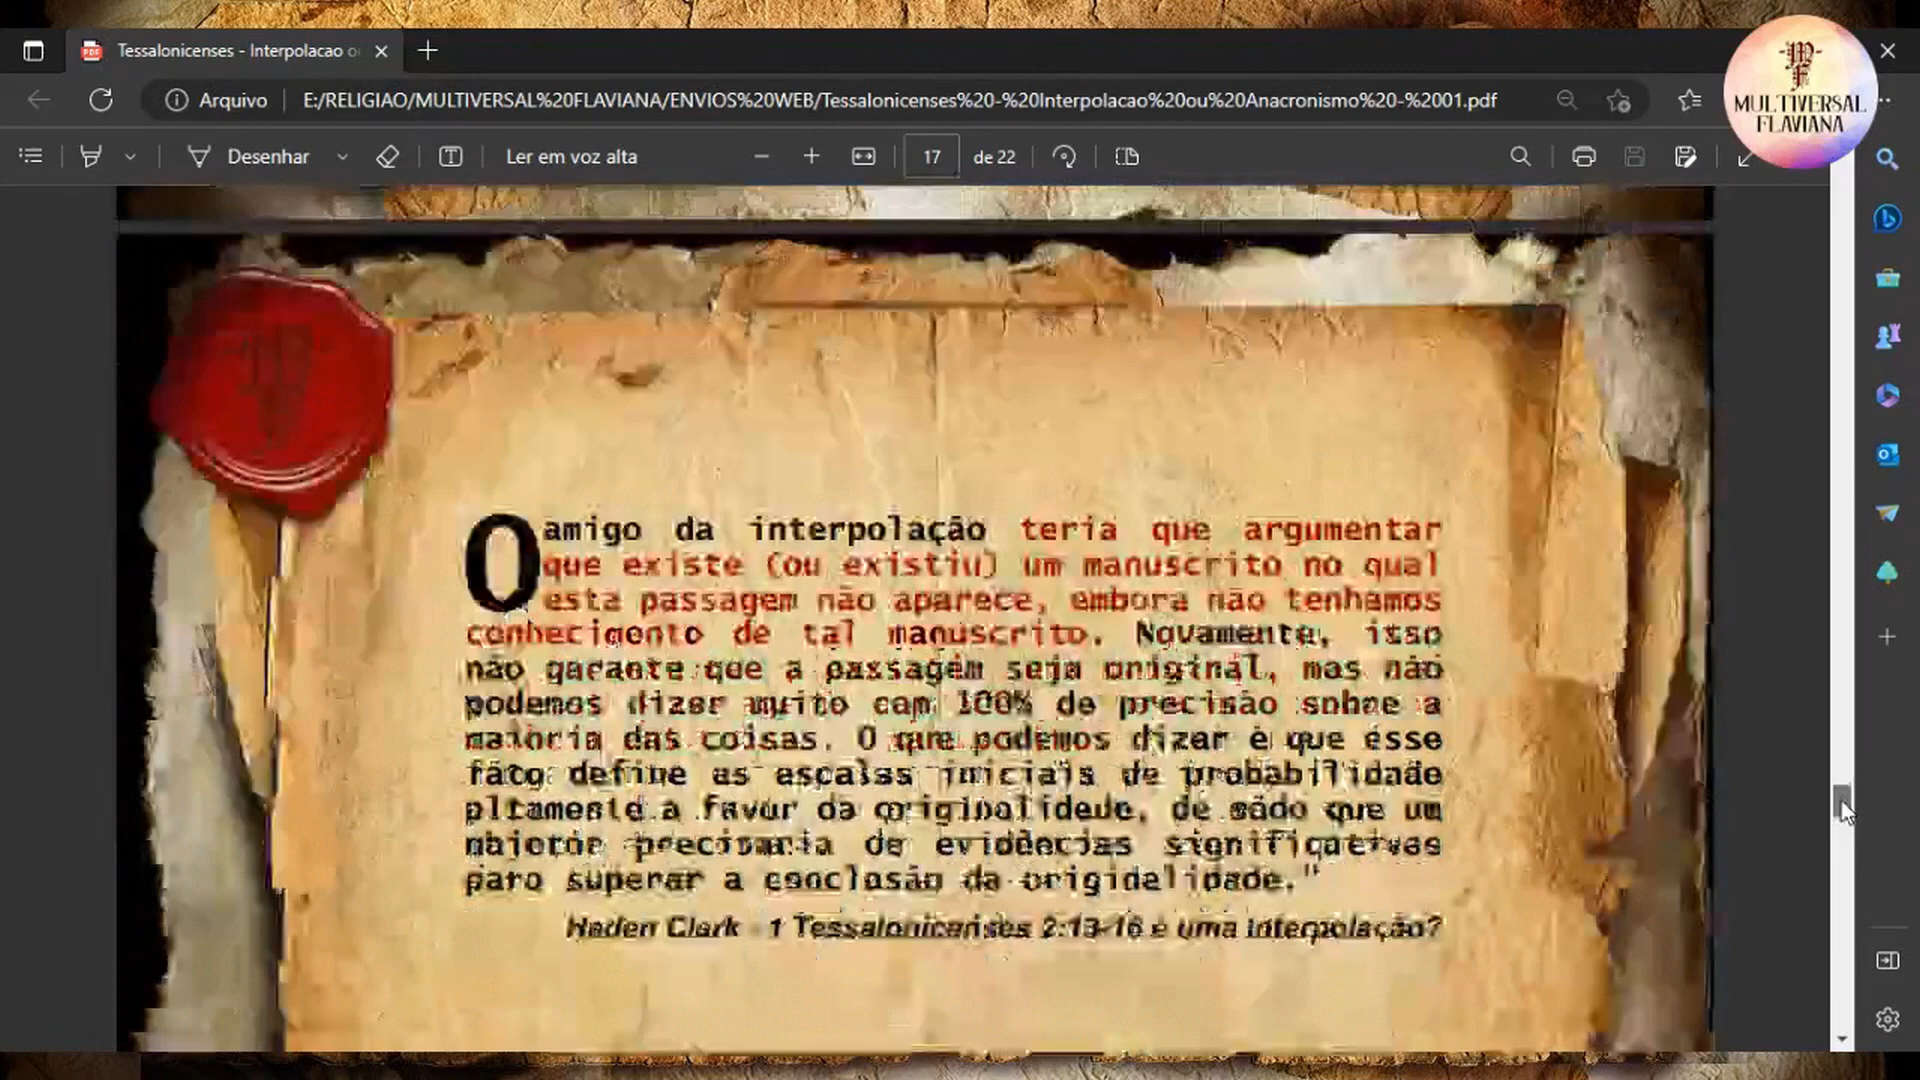 Tessalonicenses - Interpolacao o
Arquivo
E:/RELIGIAO/MULTIVERSAL%20FLAVIANA/ENVIOS%20WEB/Tessalonicenses%20-%20Interpolacao%20ou%20Anacronismo%20-%2001.pdf
MULTIVERSAL
FLAVIANA
Desenhar
Ler em voz alta
17
de 22
O amigo da interpolação teria que argumentar
que existe (ou existiu) um manuscrito no qual
esta passagem não aparece, embora não tenhamos
conhecimento de tal manuscrito. Novamente, isso
não garante que a passagem seja original, mas não
podemos dizer muito com 100% de precisão sobre a
maioria das coisas. O que podemos dizer é que esse
fato define as escalas iniciais de probabilidade
altamente a favor da originalidade, de modo que um
precisaria de evidências significativas
para superar a conclusão da originalidade."
Haden Clark - 1 Tessalonicenses 2:13-16 é uma interpolação?